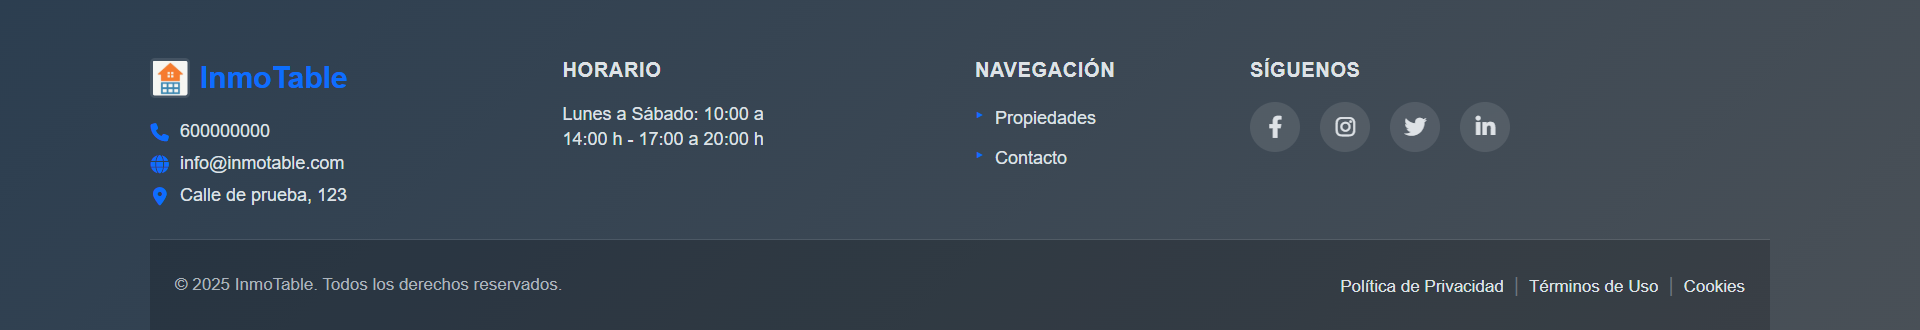 InmoTable
600000000
info@inmotable.com
Calle de prueba, 123
HORARIO
Lunes a Sábado: 10:00 a
14:00 h - 17:00 a 20:00 h
NAVEGACIÓN
Propiedades
Contacto
SÍGUENOS
© 2025 InmoTable. Todos los derechos reservados.
Política de Privacidad | Términos de Uso | Cookies